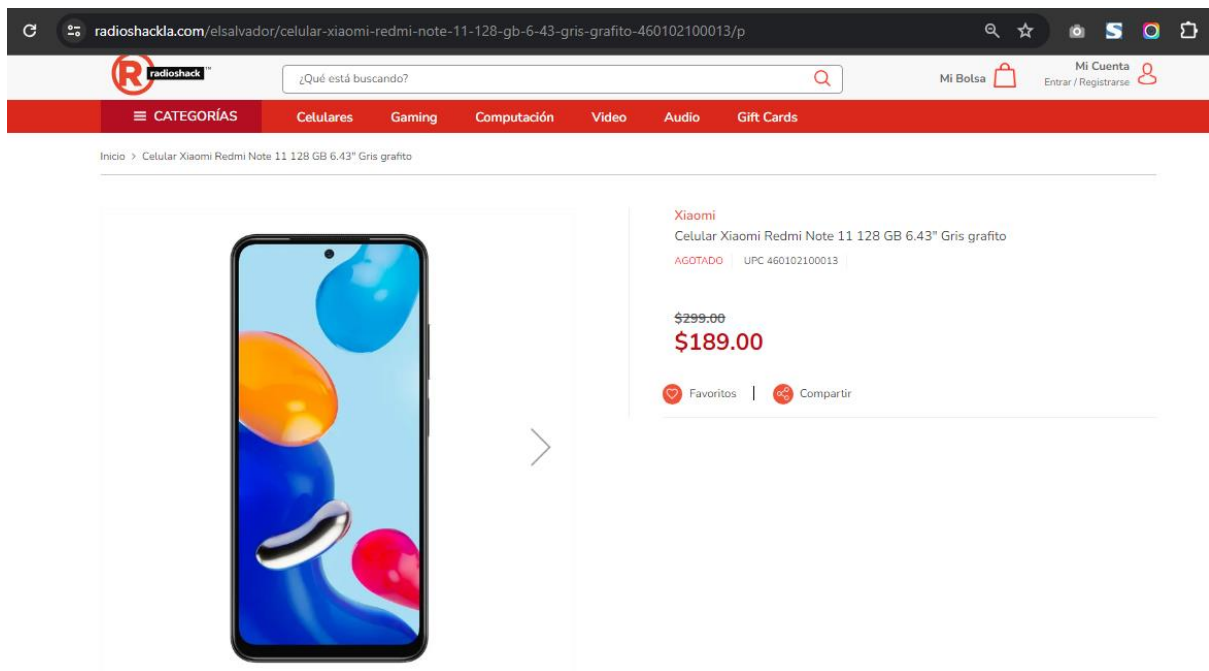 radioshackla.com/elsalvador/celular-xiaomi-redmi-note-11-128-gb-6-43-gris-grafito-460102100013/p
R radioshack™
¿Qué está buscando?
Mi Bolsa
Mi Cuenta
Entrar / Registrarse
CATEGORÍAS Celulares Gaming Computación Video Audio Gift Cards
Inicio > Celular Xiaomi Redmi Note 11 128 GB 6.43" Gris grafito
Xiaomi
Celular Xiaomi Redmi Note 11 128 GB 6.43" Gris grafito
AGOTADO UPC 460102100013
$299.00
$189.00
Favoritos | Compartir